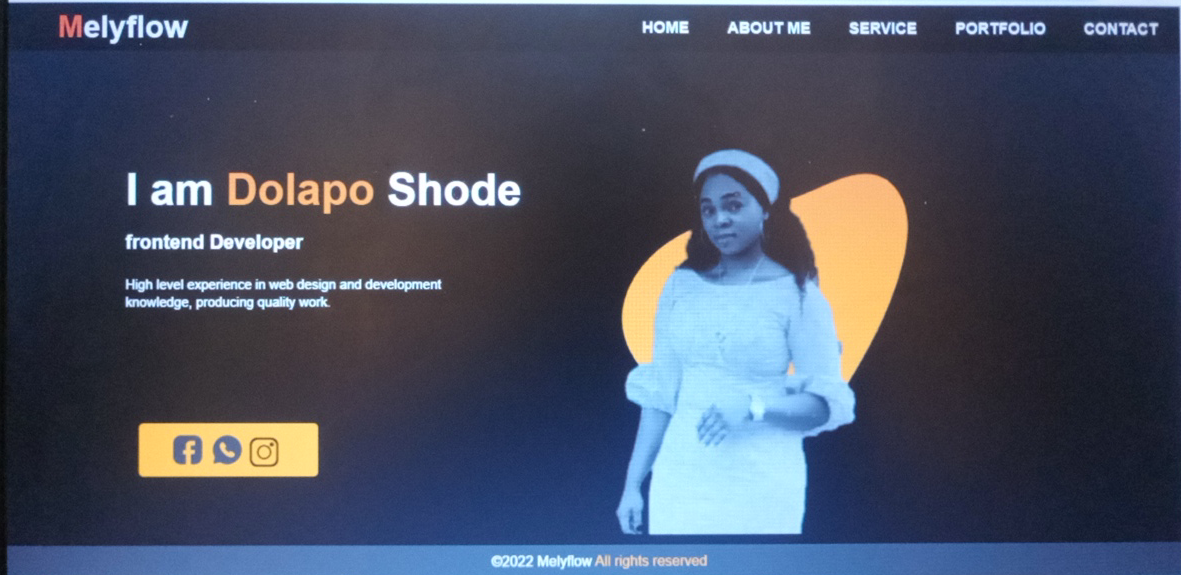 Melyflow
HOME ABOUT ME SERVICE PORTFOLIO CONTACT
I am Dolapo Shode
frontend Developer
High level experience in web design and development
knowledge, producing quality work.
©2022 Melyflow All rights reserved